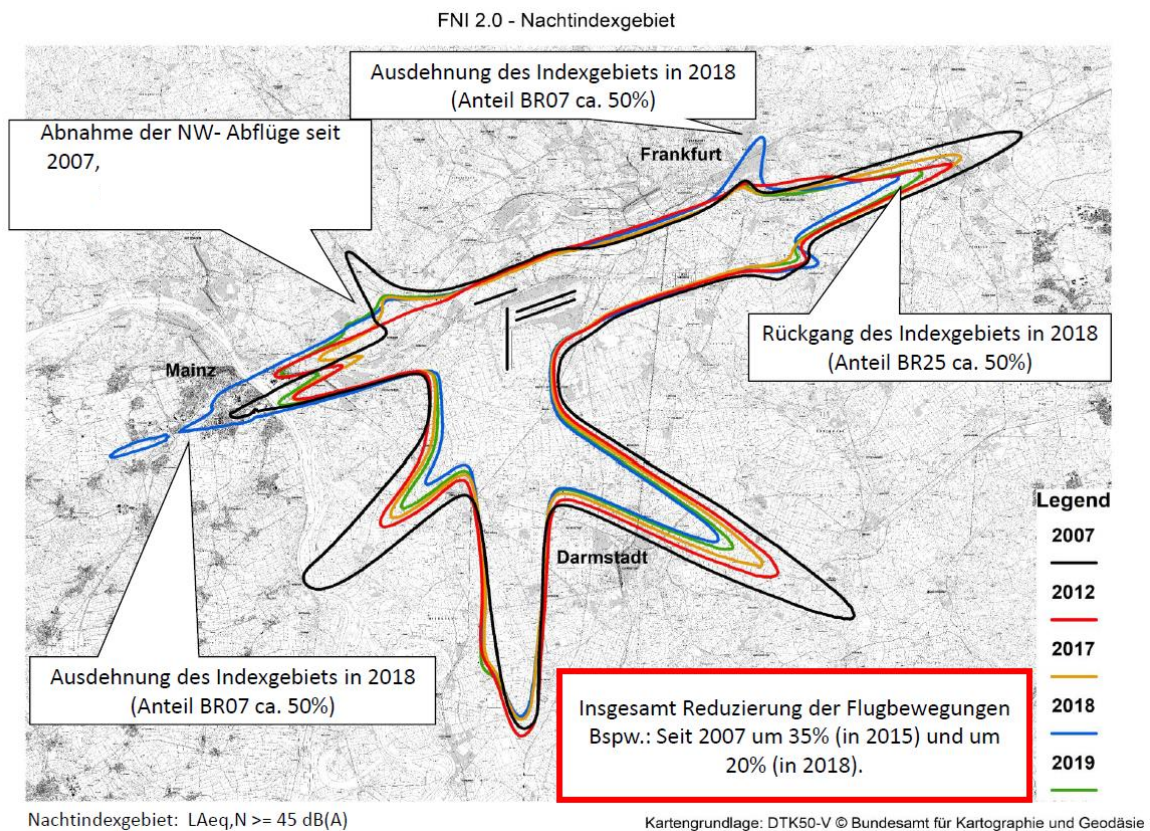 FNI 2.0 - Nachtindexgebiet
Ausdehnung des Indexgebiets in 2018
(Anteil BR07 ca. 50%)
Abnahme der NW- Abflüge seit
2007,
Frankfurt
Rückgang des Indexgebiets in 2018
(Anteil BR25 ca. 50%)
Mainz
Darmstadt
Legend
2007
2012
2017
2018
2019
Ausdehnung des Indexgebiets in 2018
(Anteil BR07 ca. 50%)
Insgesamt Reduzierung der Flugbewegungen
Bspw.: Seit 2007 um 35% (in 2015) und um
20% (in 2018).
Nachtindexgebiet: LAeq,N >= 45 dB(A)
Kartengrundlage: DTK50-V © Bundesamt für Kartographie und Geodäsie